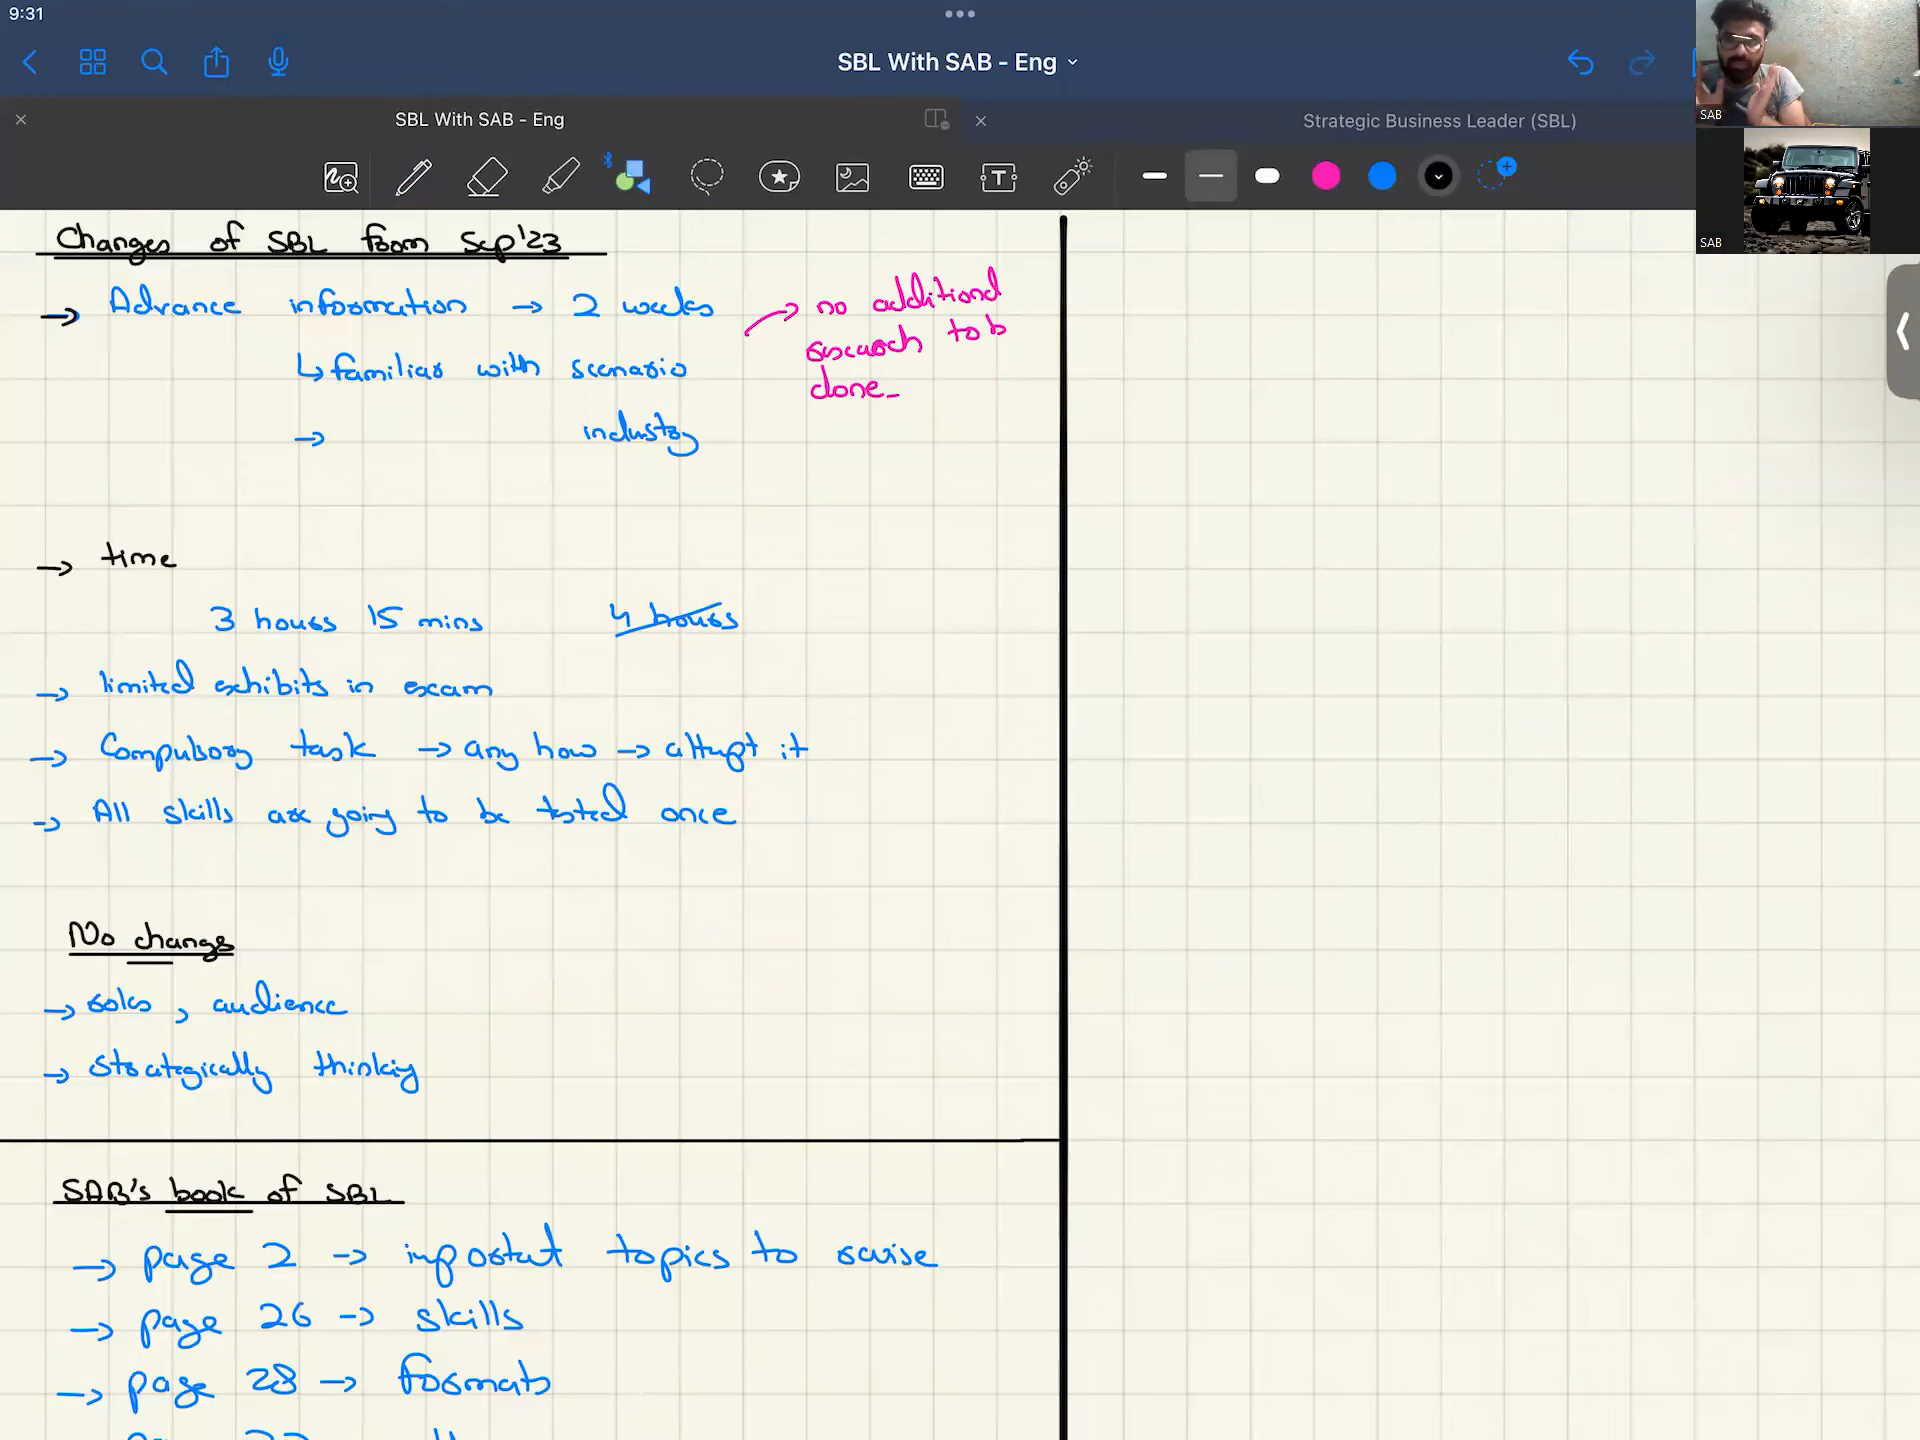 9:31
SBL With SAB - Eng
SBL With SAB - Eng
Strategic Business Leader (SBL)
SAB
SAB
Changes of SBL from Sep'23
→ Advance information → 2 weeks
→ no additional
research to b
done_
↳ familiar with scenario
→ industry
→ time
3 hours 15 mins 4 hours
→ limited exhibits in exam
→ Compulsory task → any how → attempt it
→ All skills are going to be tested once
No change
→ roles , audience
→ Strategically thinking
SAB's book of SBL
→ page 2 → important topics to revise
→ page 26 → skills
→ page 28 → formats